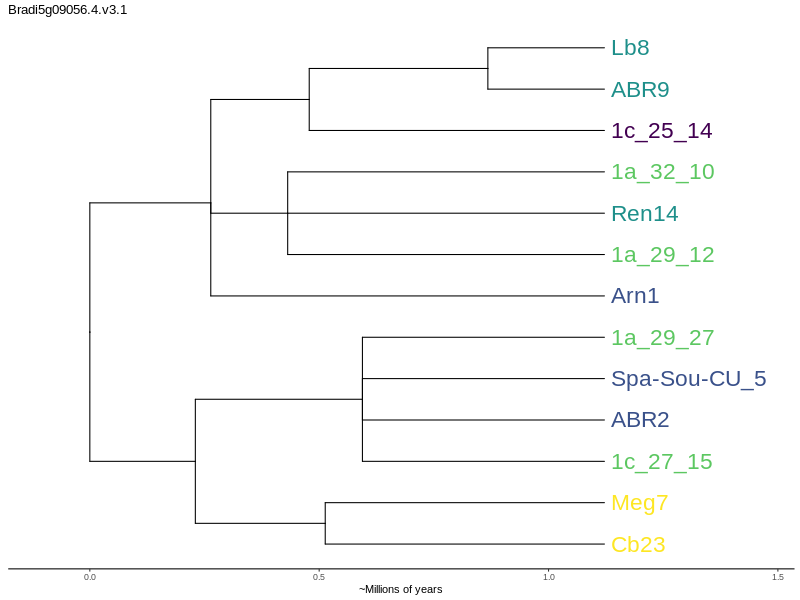 Bradi5g09056.4.v3.1
Lb8
ABR9
1c_25_14
1a_32_10
Ren14
1a_29_12
Arn1
1a_29_27
Spa-Sou-CU_5
ABR2
1c_27_15
Meg7
Cb23
0.0 0.5 1.0 1.5
~Millions of years